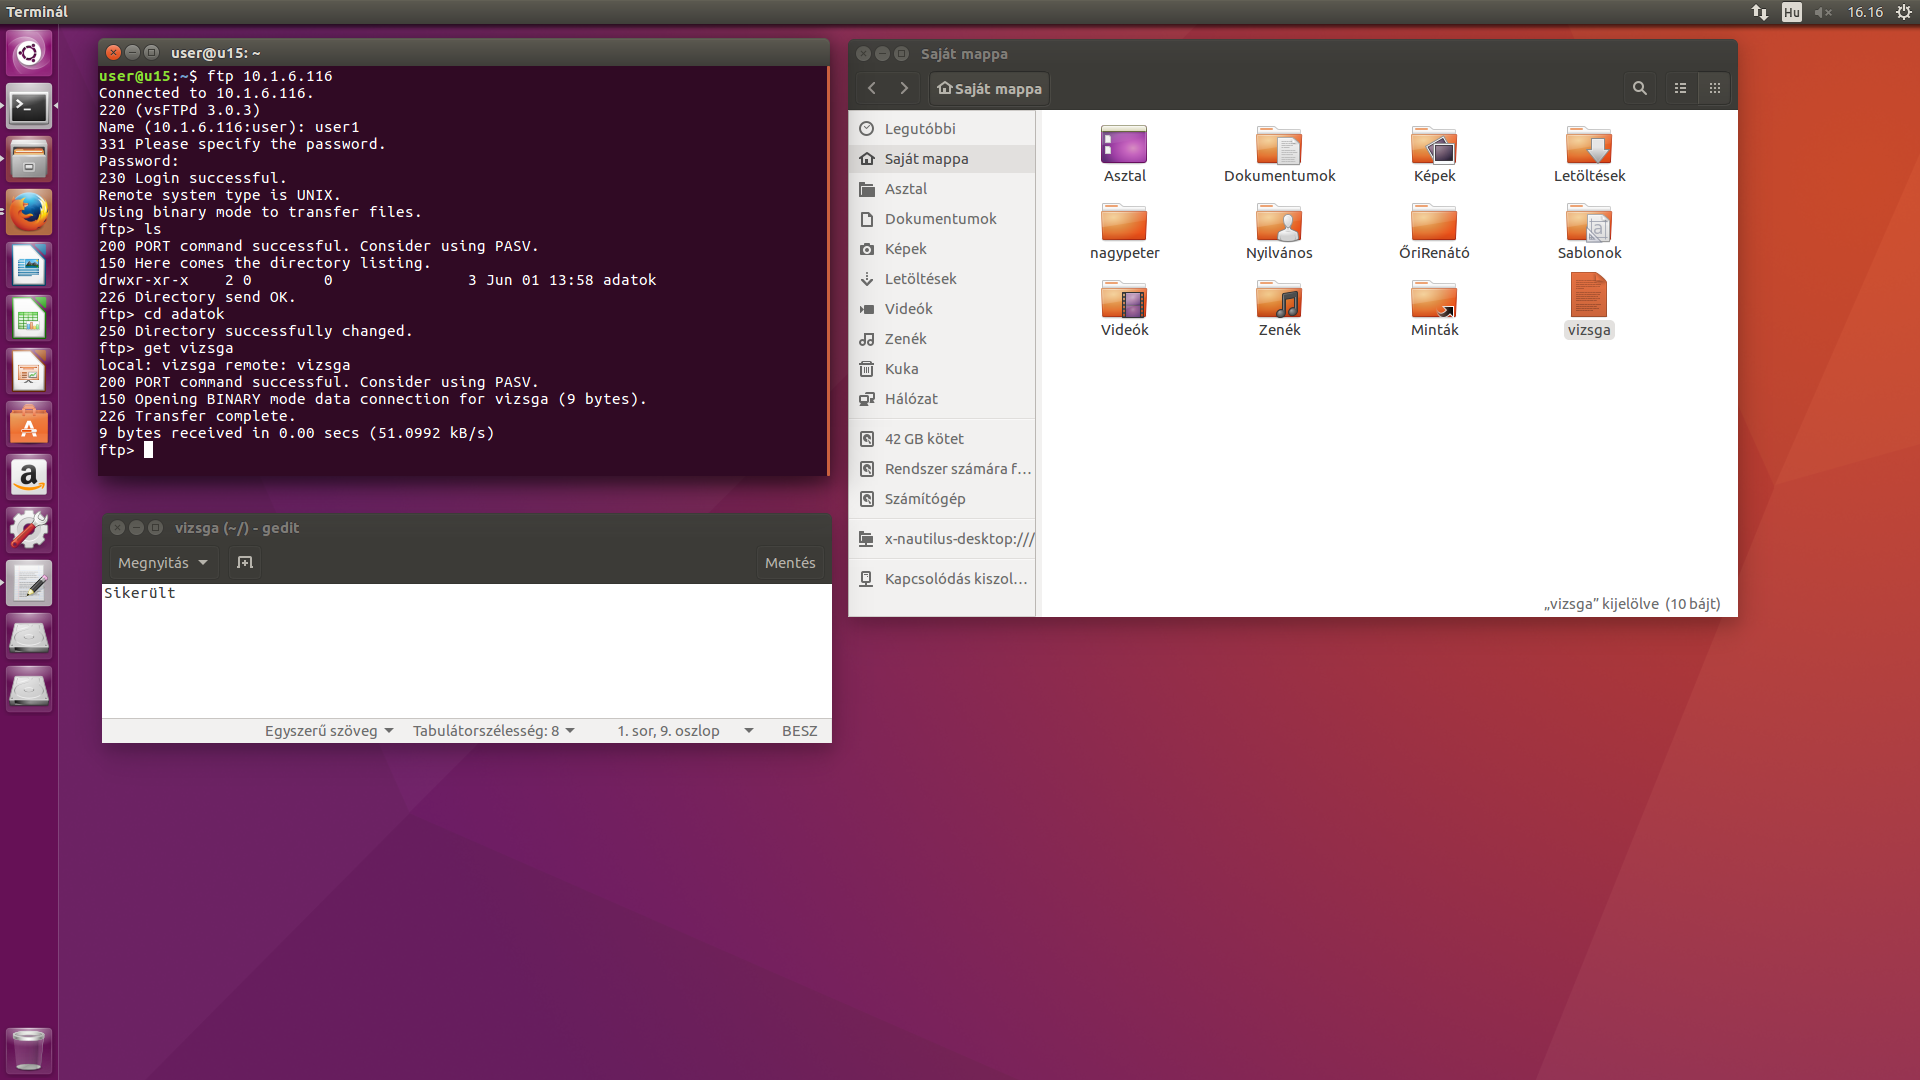 Terminál
Hu
16.16
user@u15: ~
user@u15:~$ ftp 10.1.6.116
Connected to 10.1.6.116.
220 (vsFTPd 3.0.3)
Name (10.1.6.116:user): user1
331 Please specify the password.
Password:
230 Login successful.
Remote system type is UNIX.
Using binary mode to transfer files.
ftp> ls
200 PORT command successful. Consider using PASV.
150 Here comes the directory listing.
drwxr-xr-x    2 0        0               3 Jun 01 13:58 adatok
226 Directory send OK.
ftp> cd adatok
250 Directory successfully changed.
ftp> get vizsga
local: vizsga remote: vizsga
200 PORT command successful. Consider using PASV.
150 Opening BINARY mode data connection for vizsga (9 bytes).
226 Transfer complete.
9 bytes received in 0.00 secs (51.0992 kB/s)
ftp>
vizsga (~/) - gedit
Megnyitás
Mentés
Sikerült
Egyszerű szöveg
Tabulátorszélesség: 8
1. sor, 9. oszlop
BESZ
Saját mappa
Saját mappa
Legutóbbi
Saját mappa
Asztal
Dokumentumok
Képek
Letöltések
Videók
Zenék
Kuka
Hálózat
42 GB kötet
Rendszer számára f…
Számítógép
x-nautilus-desktop:///
Kapcsolódás kiszol…
Asztal
Dokumentumok
Képek
Letöltések
nagypeter
Nyilvános
ŐriRenátó
Sablonok
Videók
Zenék
Minták
vizsga
„vizsga” kijelölve (10 bájt)